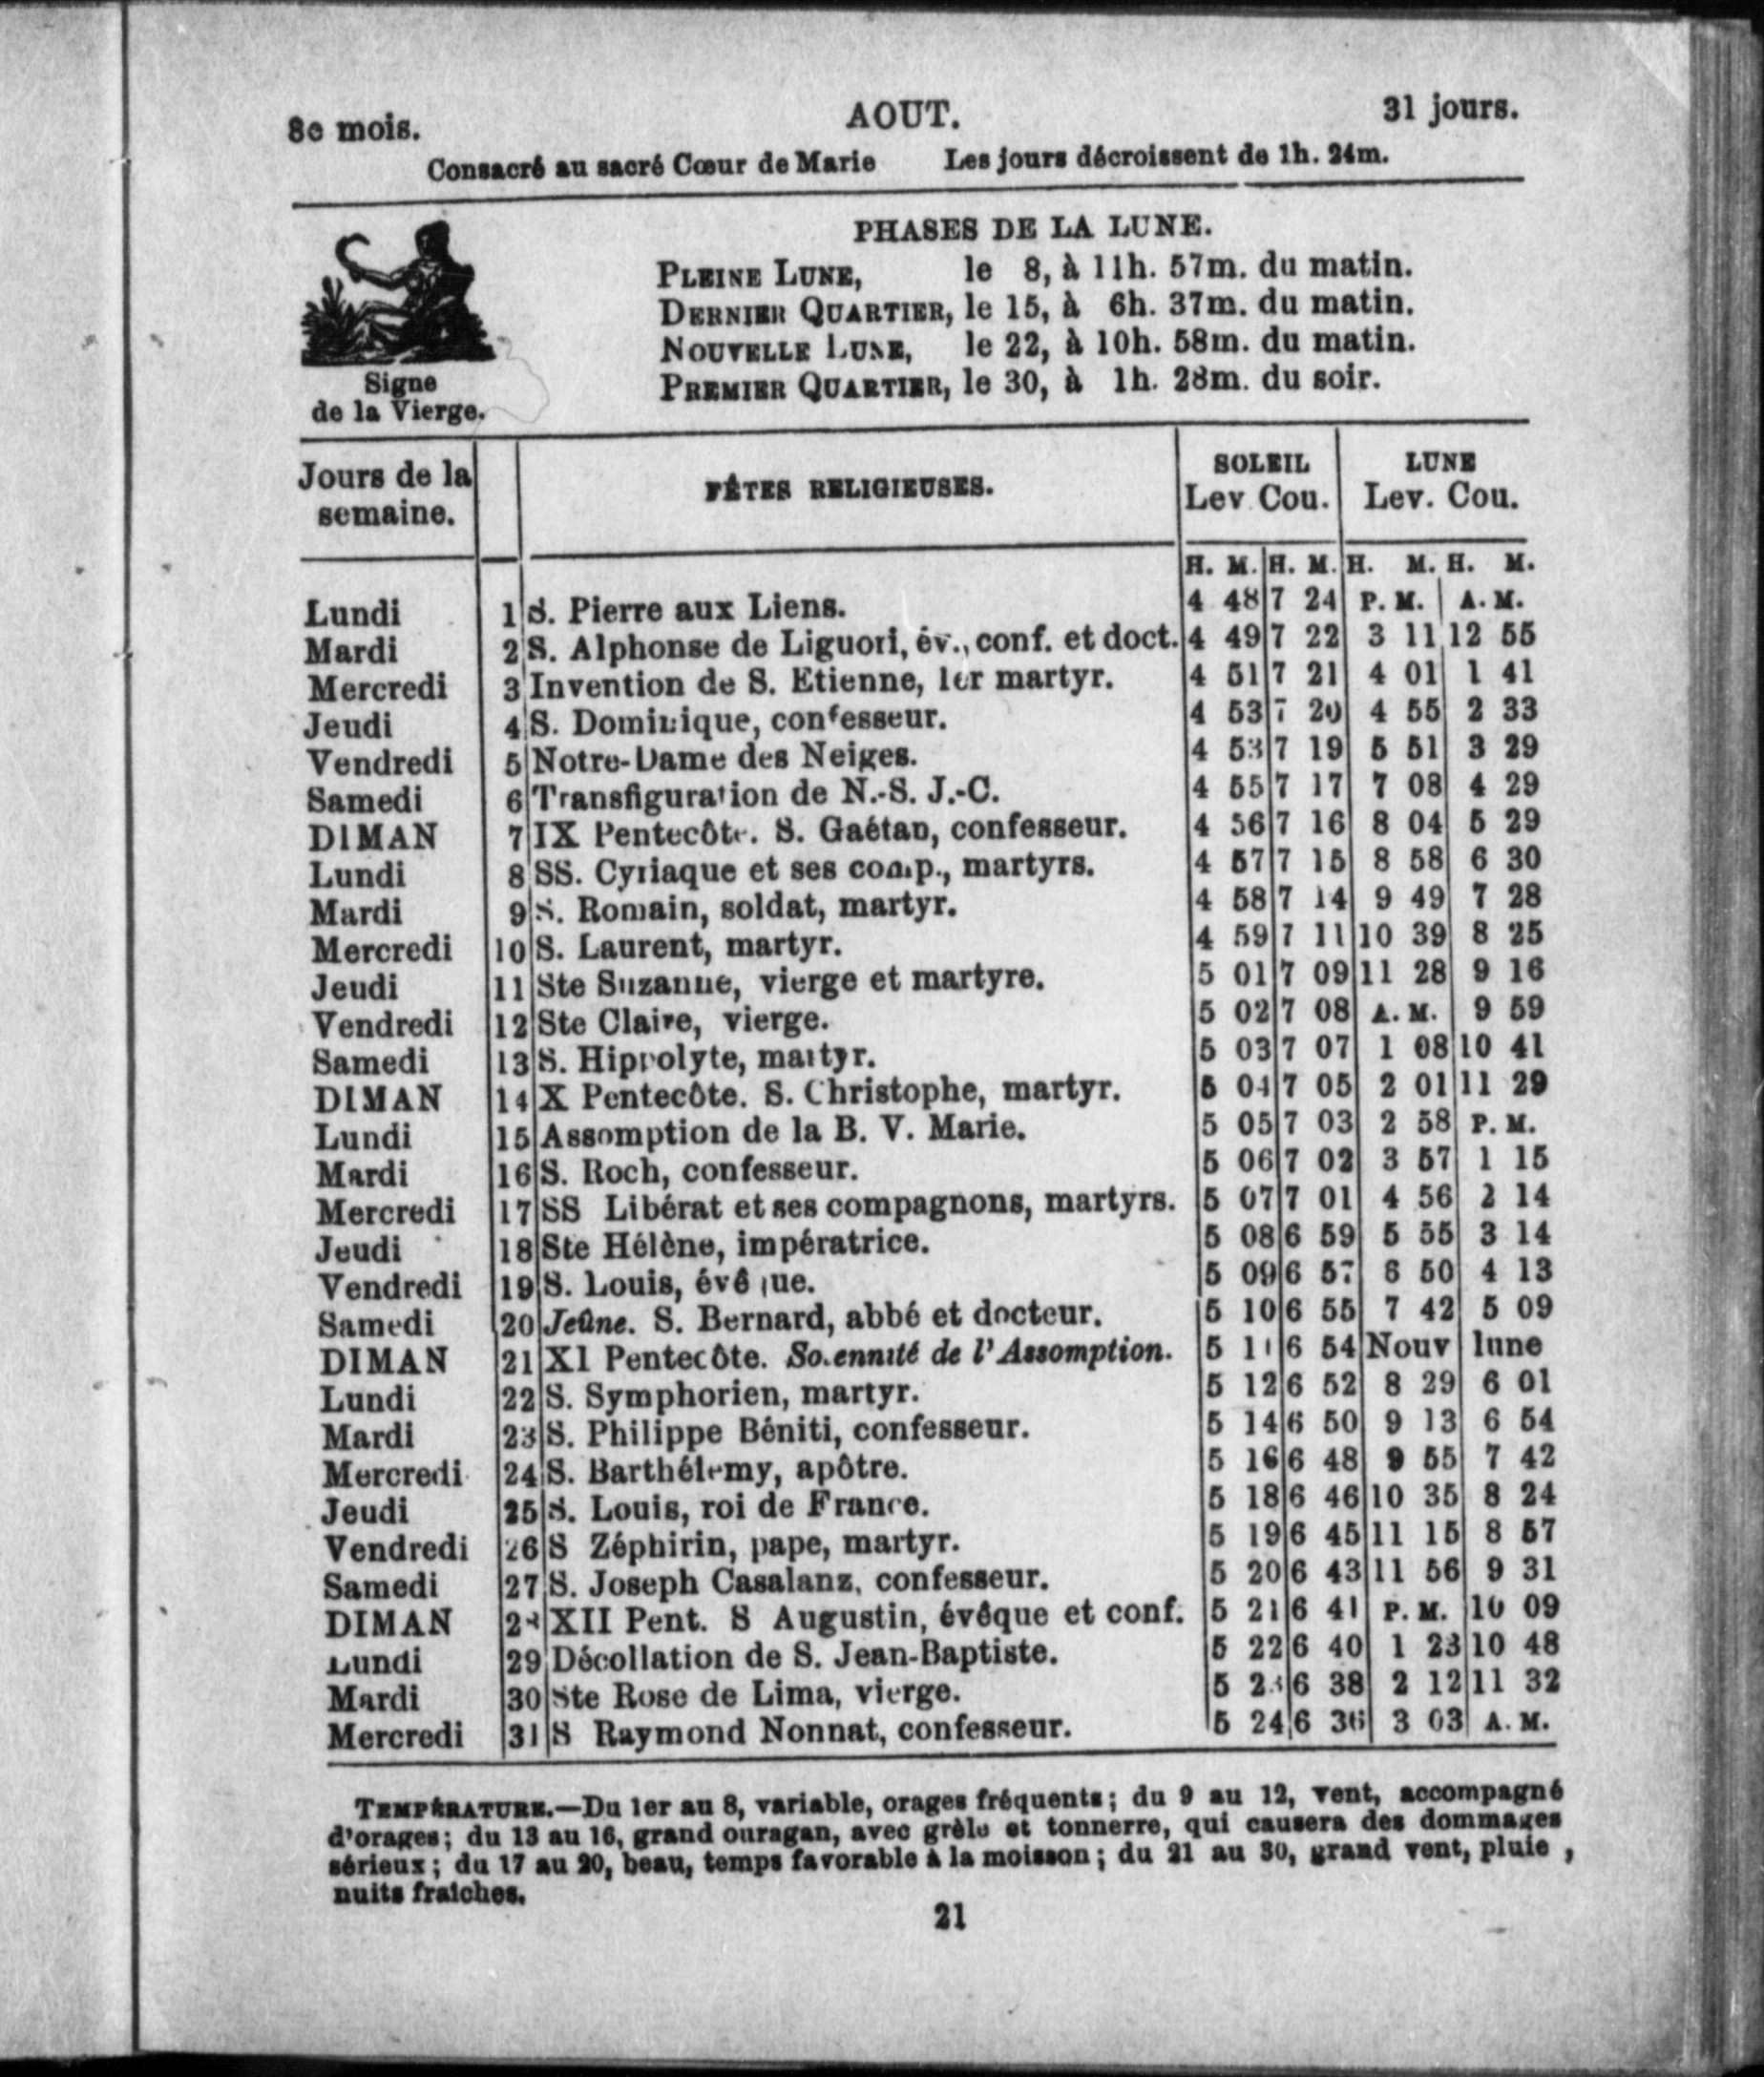 8e mois. AOUT. 31 jours.
Consacré au sacré Cœur de Marie Les jours décroissent de 1h. 24m.
PHASES DE LA LUNE.
PLEINE LUNE, le 8, à 11h. 57m. du matin.
DERNIER QUARTIER, le 15, à 6h. 37m. du matin.
NOUVELLE LUNE, le 22, à 10h. 58m. du matin.
PREMIER QUARTIER, le 30, à 1h. 28m. du soir.
Signe
de la Vierge.
Jours de la semaine. FÊTES RELIGIEUSES. SOLEIL Lev Cou. LUNE Lev. Cou.
H. M. H. M. H. M. H. M.
Lundi 1 S. Pierre aux Liens. 4 48 7 24 P. M. A. M.
Mardi 2 S. Alphonse de Liguori, év., conf. et doct. 4 49 7 22 3 11 12 55
Mercredi 3 Invention de S. Etienne, 1er martyr. 4 51 7 21 4 01 1 41
Jeudi 4 S. Dominique, confesseur. 4 53 7 20 4 55 2 33
Vendredi 5 Notre-Dame des Neiges. 4 53 7 19 5 51 3 29
Samedi 6 Transfiguration de N.-S. J.-C. 4 55 7 17 7 08 4 29
DIMAN 7 IX Pentecôte. S. Gaétan, confesseur. 4 56 7 16 8 04 5 29
Lundi 8 SS. Cyriaque et ses comp., martyrs. 4 57 7 15 8 58 6 30
Mardi 9 S. Romain, soldat, martyr. 4 58 7 14 9 49 7 28
Mercredi 10 S. Laurent, martyr. 4 59 7 11 10 39 8 25
Jeudi 11 Ste Suzanne, vierge et martyre. 5 01 7 09 11 28 9 16
Vendredi 12 Ste Claire, vierge. 5 02 7 08 A. M. 9 59
Samedi 13 S. Hippolyte, martyr. 5 03 7 07 1 08 10 41
DIMAN 14 X Pentecôte. S. Christophe, martyr. 5 04 7 05 2 01 11 29
Lundi 15 Assomption de la B. V. Marie. 5 05 7 03 2 58 P. M.
Mardi 16 S. Roch, confesseur. 5 06 7 02 3 57 1 15
Mercredi 17 SS Libérat et ses compagnons, martyrs. 5 07 7 01 4 56 2 14
Jeudi 18 Ste Hélène, impératrice. 5 08 6 59 5 55 3 14
Vendredi 19 S. Louis, évêque. 5 09 6 57 6 50 4 13
Samedi 20 Jeûne. S. Bernard, abbé et docteur. 5 10 6 55 7 42 5 09
DIMAN 21 XI Pentecôte. Solennité de l'Assomption. 5 11 6 54 Nouv lune
Lundi 22 S. Symphorien, martyr. 5 12 6 52 8 29 6 01
Mardi 23 S. Philippe Béniti, confesseur. 5 14 6 50 9 13 6 54
Mercredi 24 S. Barthélemy, apôtre. 5 16 6 48 9 55 7 42
Jeudi 25 S. Louis, roi de France. 5 18 6 46 10 35 8 24
Vendredi 26 S Zéphirin, pape, martyr. 5 19 6 45 11 15 8 57
Samedi 27 S. Joseph Casalanz, confesseur. 5 20 6 43 11 56 9 31
DIMAN 28 XII Pent. S Augustin, évêque et conf. 5 21 6 41 P. M. 10 09
Lundi 29 Décollation de S. Jean-Baptiste. 5 22 6 40 1 23 10 48
Mardi 30 Ste Rose de Lima, vierge. 5 23 6 38 2 12 11 32
Mercredi 31 S Raymond Nonnat, confesseur. 5 24 6 36 3 03 A. M.
TEMPÉRATURE.—Du 1er au 8, variable, orages fréquents; du 9 au 12, vent, accompagné
d'orages; du 13 au 16, grand ouragan, avec grêle et tonnerre, qui causera des dommages
sérieux; du 17 au 20, beau, temps favorable à la moisson; du 21 au 30, grand vent, pluie,
nuits fraiches.
21